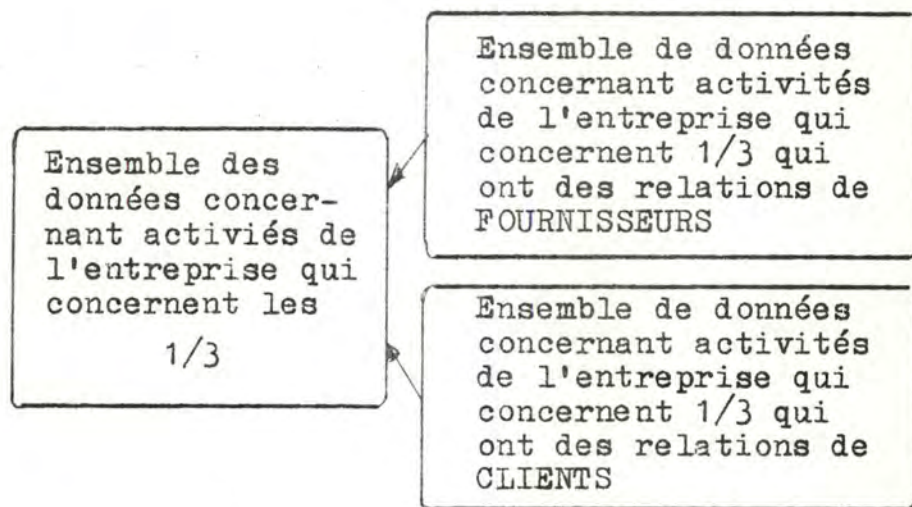 Ensemble des
données concer-
nant activiés de
l'entreprise qui
concernent les
1/3
Ensemble de données
concernant activités
de l'entreprise qui
concernent 1/3 qui
ont des relations de
FOURNISSEURS
Ensemble de données
concernant activités
de l'entreprise qui
concernent 1/3 qui
ont des relations de
CLIENTS